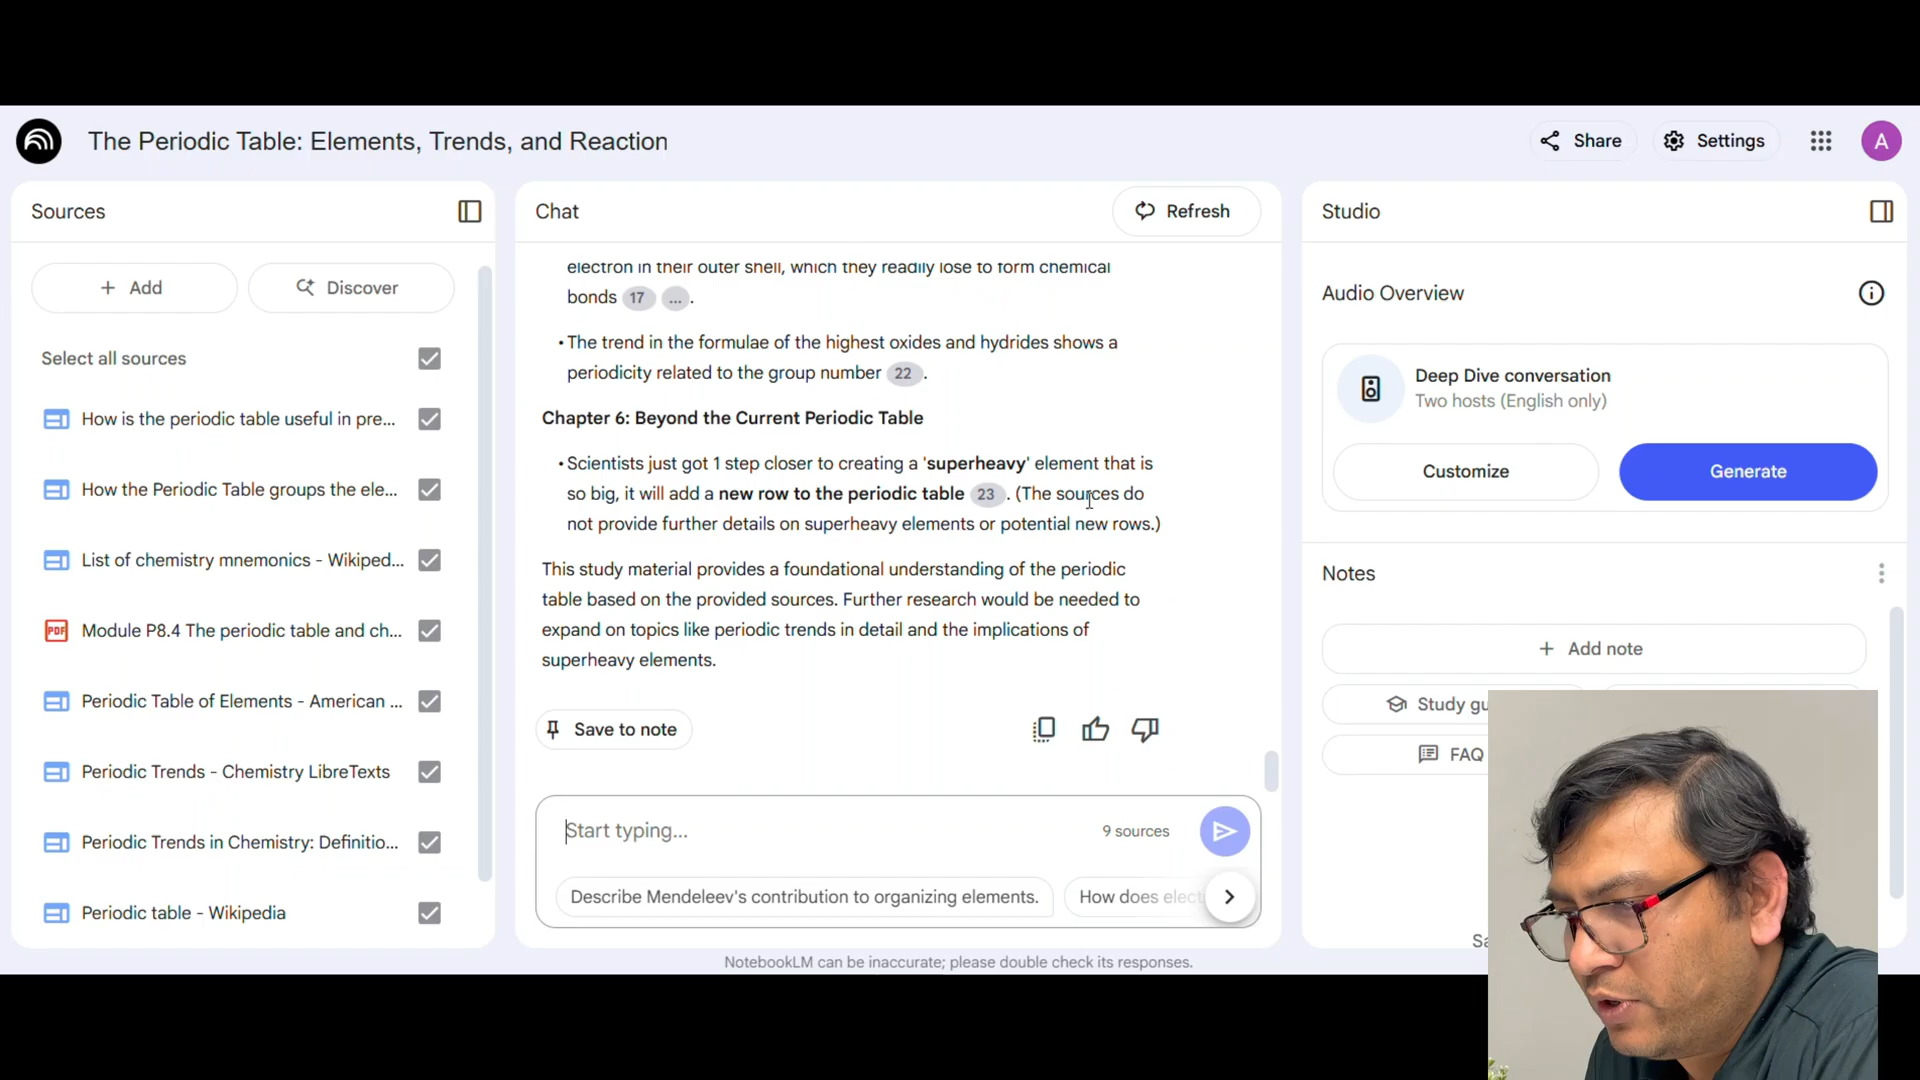 The Periodic Table: Elements, Trends, and Reaction
Share
Settings
A
Sources
Add
Discover
Select all sources
How is the periodic table useful in pre...
How the Periodic Table groups the ele...
List of chemistry mnemonics - Wikiped...
PDF
Module P8.4 The periodic table and ch...
Periodic Table of Elements - American ...
Periodic Trends - Chemistry LibreTexts
Periodic Trends in Chemistry: Definitio...
Periodic table - Wikipedia
Chat
Refresh
electron in their outer shell, which they readily lose to form chemical
bonds 17 ... .
• The trend in the formulae of the highest oxides and hydrides shows a
periodicity related to the group number 22 .
Chapter 6: Beyond the Current Periodic Table
• Scientists just got 1 step closer to creating a 'superheavy' element that is
so big, it will add a new row to the periodic table 23 . (The sources do
not provide further details on superheavy elements or potential new rows.)
This study material provides a foundational understanding of the periodic
table based on the provided sources. Further research would be needed to
expand on topics like periodic trends in detail and the implications of
superheavy elements.
Save to note
Start typing...
9 sources
Describe Mendeleev's contribution to organizing elements.
How does elect
NotebookLM can be inaccurate; please double check its responses.
Studio
Audio Overview
Deep Dive conversation
Two hosts (English only)
Customize
Generate
Notes
+ Add note
Study gu
FAQ